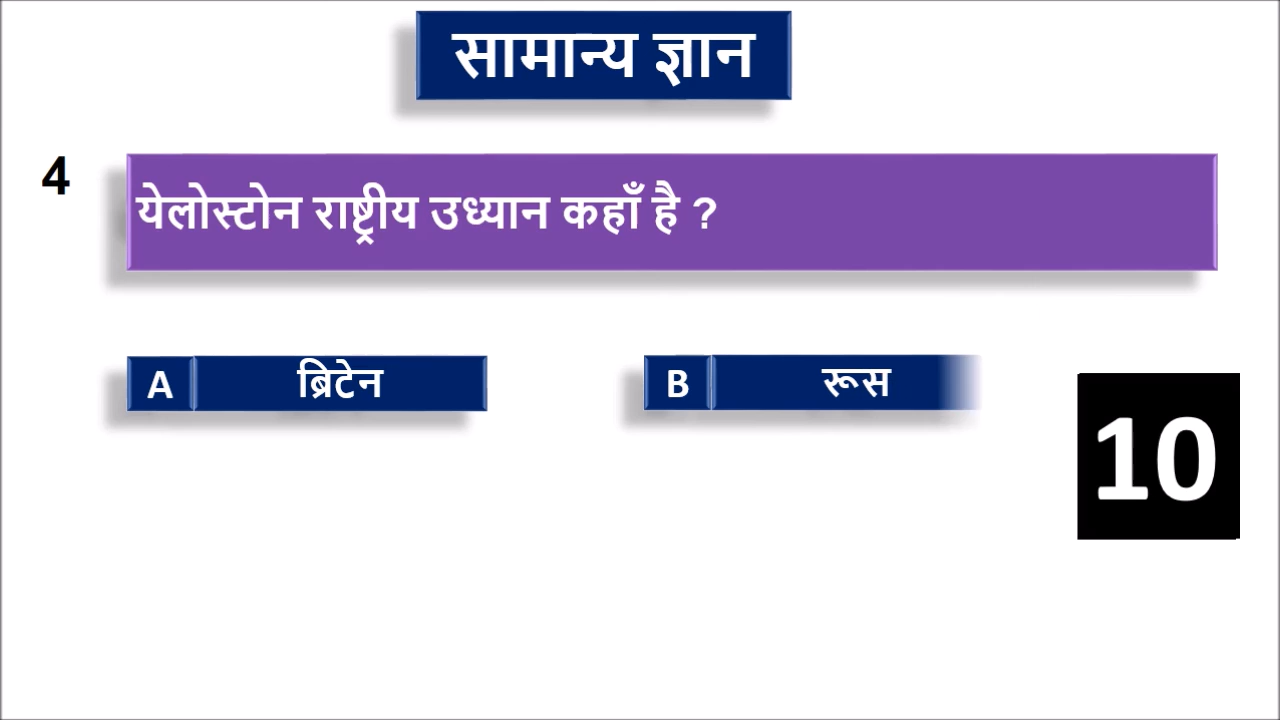 सामान्य ज्ञान
4
येलोस्टोन राष्ट्रीय उध्यान कहाँ है ?
A ब्रिटेन
B रूस
10